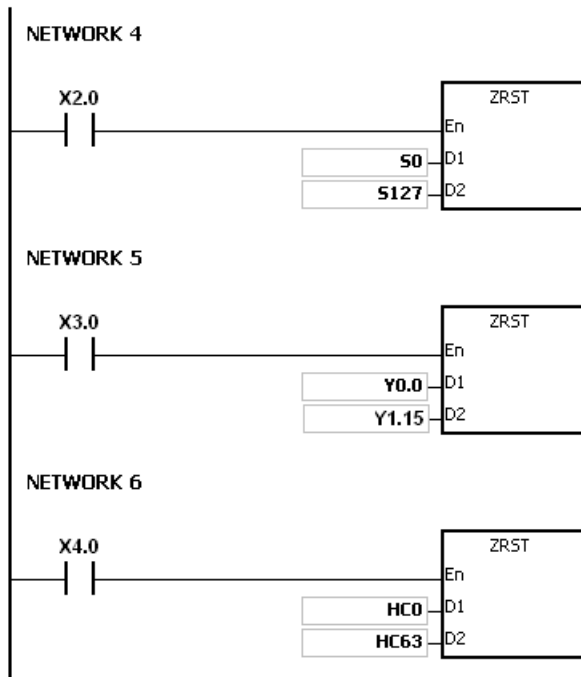 NETWORK 4
X2.0
ZRST
En
S0 D1
S127 D2
NETWORK 5
X3.0
ZRST
En
Y0.0 D1
Y1.15 D2
NETWORK 6
X4.0
ZRST
En
HC0 D1
HC63 D2